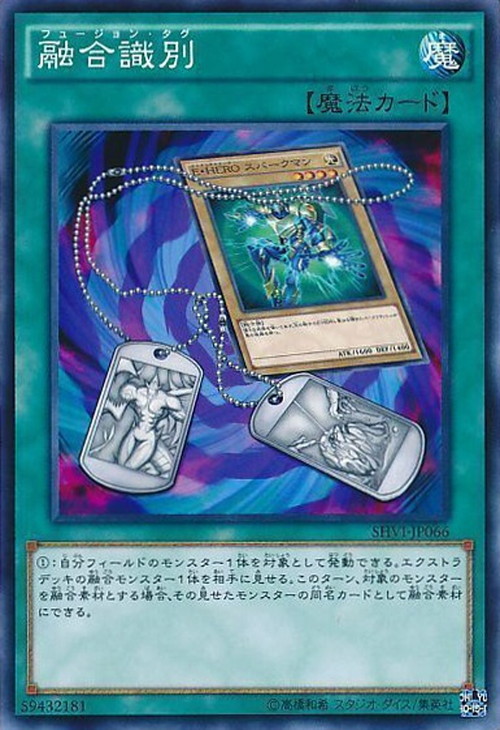 フュージョン・タグ
融合識別
魔
まほう
【魔法カード】
E・HERO スパークマン
ATK/1600 DEF/1400
SHVI-JP066
①:自分フィールドのモンスター1体を対象として発動できる。エクストラ
デッキの融合モンスター1体を相手に見せる。このターン、対象のモンスター
を融合素材とする場合、その見せたモンスターの同名カードとして融合素材
にできる。
59432181
©高橋和希 スタジオ・ダイス/集英社